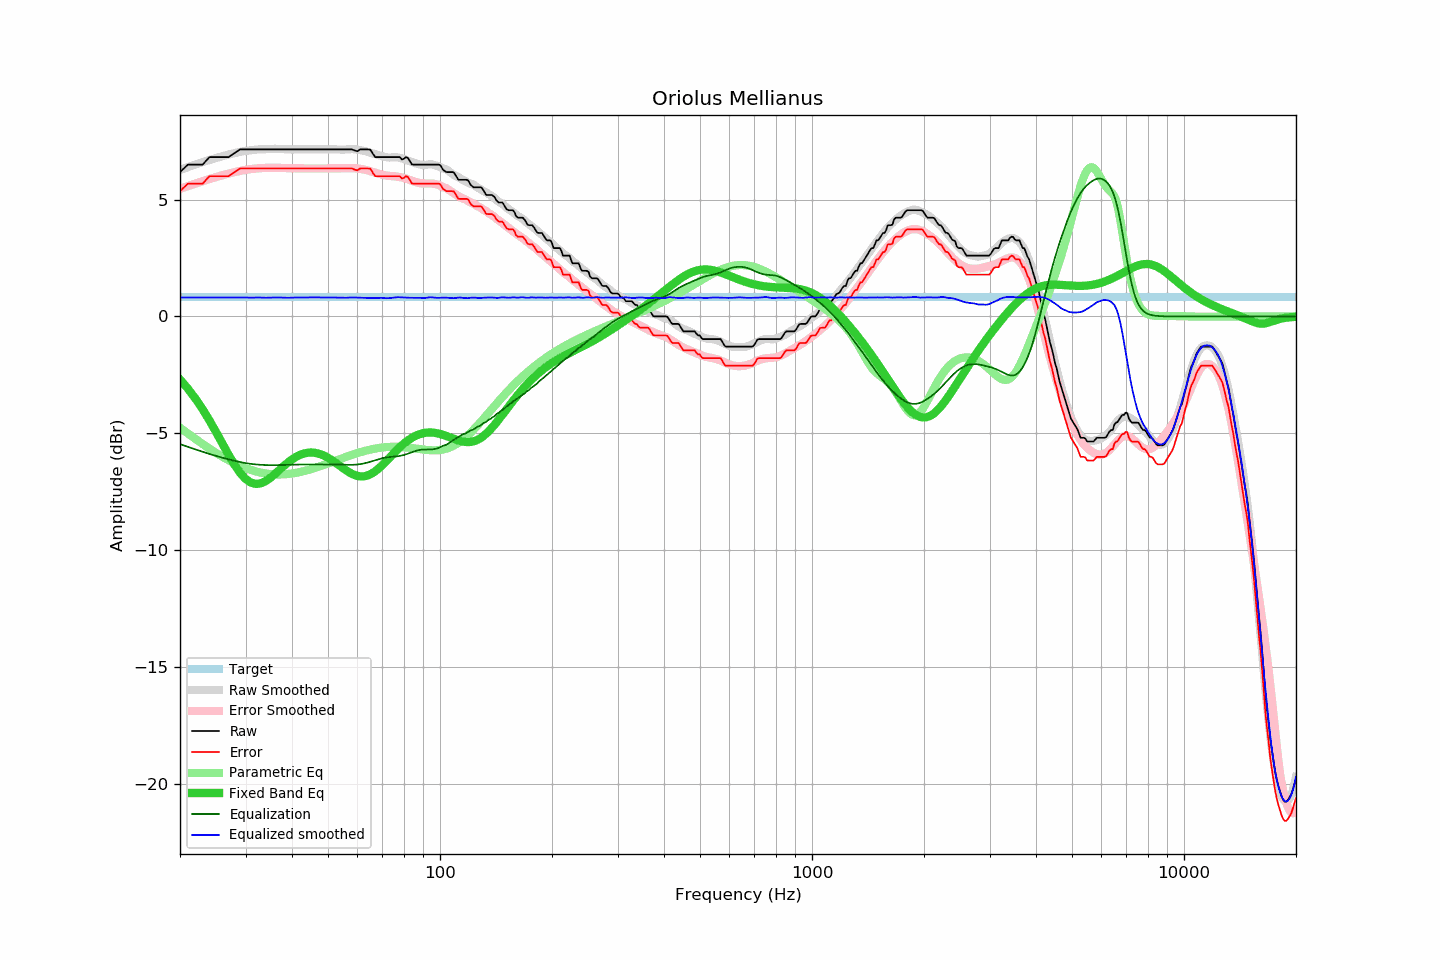 Oriolus Mellianus
5
0
−5
−10
−15
−20
Amplitude (dBr)
Target
Raw Smoothed
Error Smoothed
Raw
Error
Parametric Eq
Fixed Band Eq
Equalization
Equalized smoothed
100
1000
10000
Frequency (Hz)